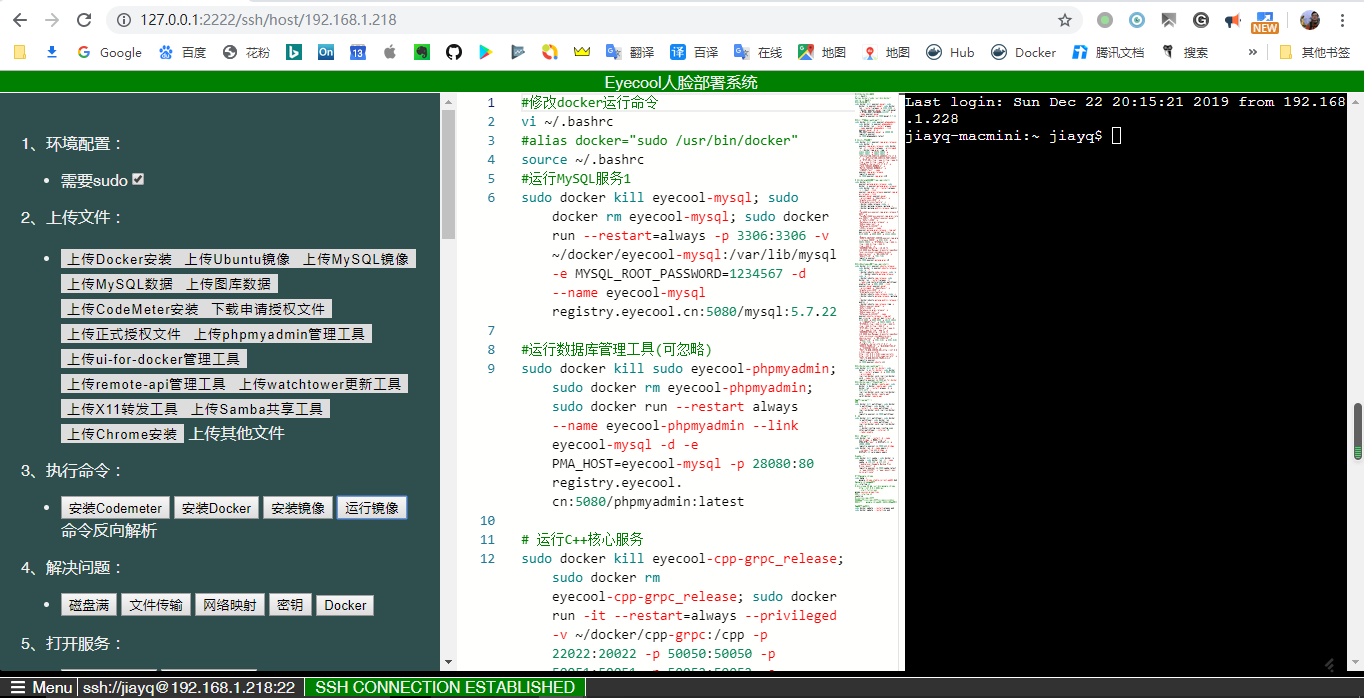 127.0.0.1:2222/ssh/host/192.168.1.218
NEW
Google 百度 花粉 On 13 翻译 百译 在线 地图 地图 Hub Docker 腾讯文档 搜索 » 其他书签
Eyecool人脸部署系统
1、环境配置：
需要sudo
2、上传文件：
上传Docker安装 上传Ubuntu镜像 上传MySQL镜像
上传MySQL数据 上传图库数据
上传CodeMeter安装 下载申请授权文件
上传正式授权文件 上传phpmyadmin管理工具
上传ui-for-docker管理工具
上传remote-api管理工具 上传watchtower更新工具
上传X11转发工具 上传Samba共享工具
上传Chrome安装 上传其他文件
3、执行命令：
安装Codemeter 安装Docker 安装镜像 运行镜像
命令反向解析
4、解决问题：
磁盘满 文件传输 网络映射 密钥 Docker
5、打开服务：
1 #修改docker运行命令
2 vi ~/.bashrc
3 #alias docker="sudo /usr/bin/docker"
4 source ~/.bashrc
5 #运行MySQL服务1
6 sudo docker kill eyecool-mysql; sudo
docker rm eyecool-mysql; sudo docker
run --restart=always -p 3306:3306 -v
~/docker/eyecool-mysql:/var/lib/mysql
-e MYSQL_ROOT_PASSWORD=1234567 -d
--name eyecool-mysql
registry.eyecool.cn:5080/mysql:5.7.22
7
8 #运行数据库管理工具(可忽略)
9 sudo docker kill sudo eyecool-phpmyadmin;
sudo docker rm eyecool-phpmyadmin;
sudo docker run --restart always
--name eyecool-phpmyadmin --link
eyecool-mysql -d -e
PMA_HOST=eyecool-mysql -p 28080:80
registry.eyecool.
cn:5080/phpmyadmin:latest
10
11 # 运行C++核心服务
12 sudo docker kill eyecool-cpp-grpc_release;
sudo docker rm
eyecool-cpp-grpc_release; sudo docker
run -it --restart=always --privileged
-v ~/docker/cpp-grpc:/cpp -p
22022:20022 -p 50050:50050 -p
Last login: Sun Dec 22 20:15:21 2019 from 192.168
.1.228
jiayq-macmini:~ jiayq$
☰ Menu ssh://jiayq@192.168.1.218:22 SSH CONNECTION ESTABLISHED